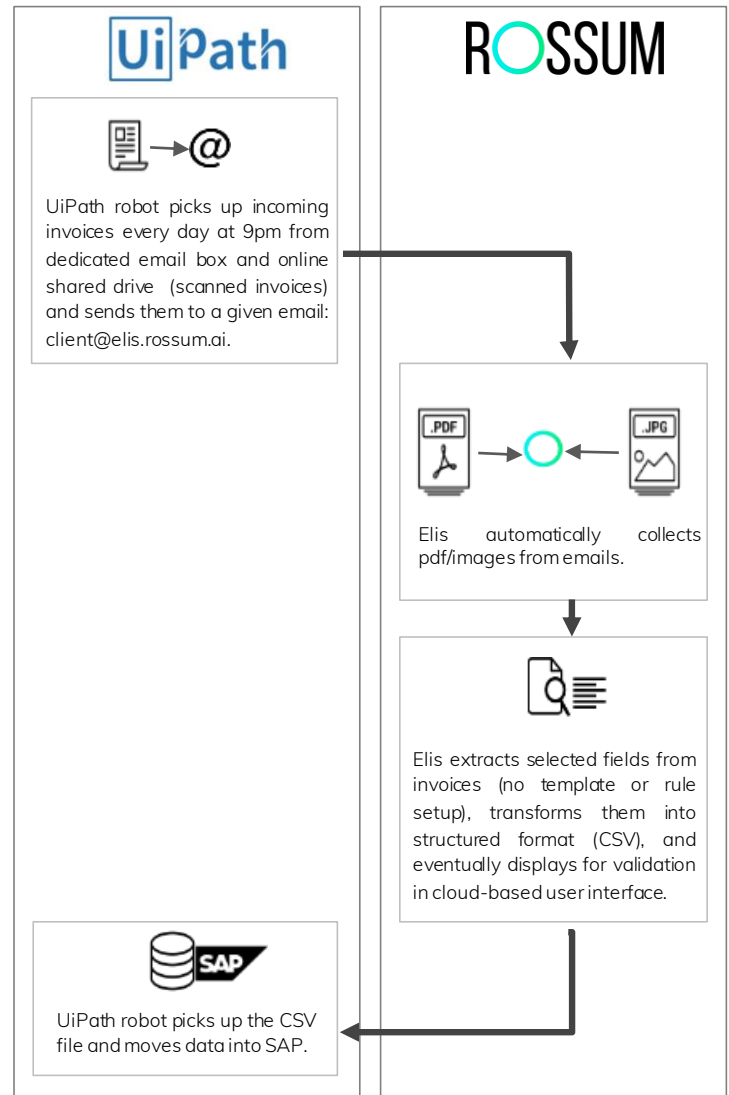 UiPath
ROSSUM
@
UiPath robot picks up incoming
invoices every day at 9pm from
dedicated email box and online
shared drive (scanned invoices)
and sends them to a given email:
client@elis.rossum.ai.
.PDF
.JPG
Elis automatically collects
pdf/images from emails.
Elis extracts selected fields from
invoices (no template or rule
setup), transforms them into
structured format (CSV), and
eventually displays for validation
in cloud-based user interface.
SAP
UiPath robot picks up the CSV
file and moves data into SAP.